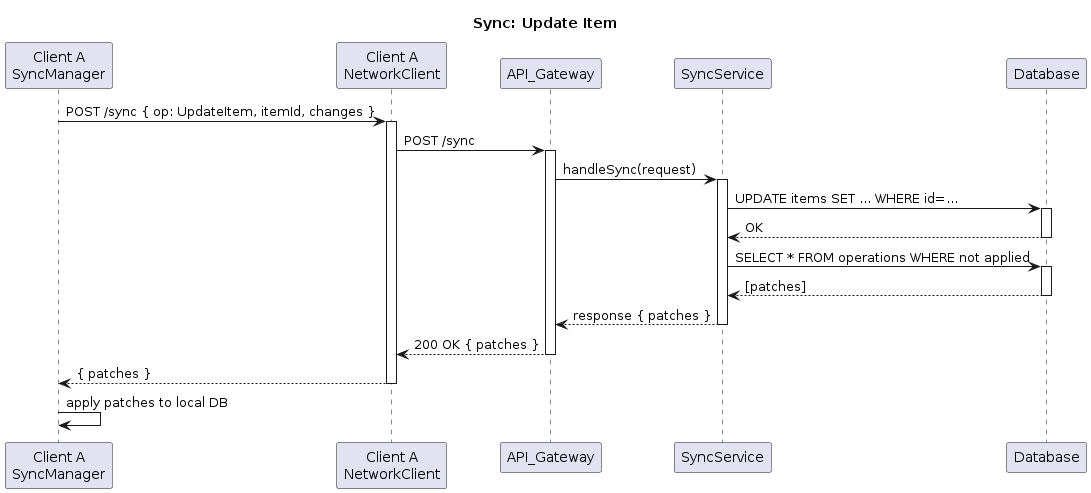 Sync: Update Item
Client A
SyncManager
Client A
NetworkClient
API_Gateway
SyncService
Database
POST /sync { op: UpdateItem, itemId, changes }
POST /sync
handleSync(request)
UPDATE items SET ... WHERE id=...
OK
SELECT * FROM operations WHERE not applied
[patches]
response { patches }
200 OK { patches }
{ patches }
apply patches to local DB
Client A
SyncManager
Client A
NetworkClient
API_Gateway
SyncService
Database